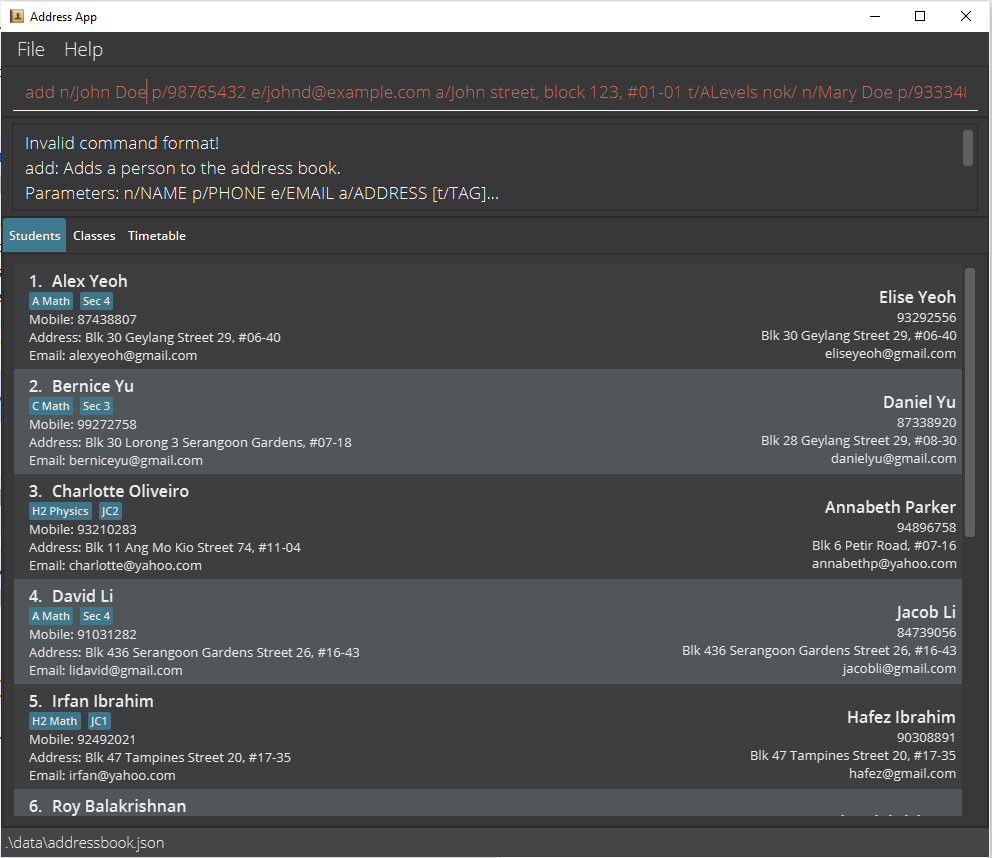 Address App
File Help
add n/John Doe p/98765432 e/johnd@example.com a/John street, block 123, #01-01 t/ALevels nok/ n/Mary Doe p/93334
Invalid command format!
add: Adds a person to the address book.
Parameters: n/NAME p/PHONE e/EMAIL a/ADDRESS [t/TAG]...
Students Classes Timetable
1. Alex Yeoh
A Math Sec 4
Mobile: 87438807
Address: Blk 30 Geylang Street 29, #06-40
Email: alexyeoh@gmail.com
Elise Yeoh
93292556
Blk 30 Geylang Street 29, #06-40
eliseyeoh@gmail.com
2. Bernice Yu
C Math Sec 3
Mobile: 99272758
Address: Blk 30 Lorong 3 Serangoon Gardens, #07-18
Email: berniceyu@gmail.com
Daniel Yu
87338920
Blk 28 Geylang Street 29, #08-30
danielyu@gmail.com
3. Charlotte Oliveiro
H2 Physics JC2
Mobile: 93210283
Address: Blk 11 Ang Mo Kio Street 74, #11-04
Email: charlotte@yahoo.com
Annabeth Parker
94896758
Blk 6 Petir Road, #07-16
annabethp@yahoo.com
4. David Li
A Math Sec 4
Mobile: 91031282
Address: Blk 436 Serangoon Gardens Street 26, #16-43
Email: lidavid@gmail.com
Jacob Li
84739056
Blk 436 Serangoon Gardens Street 26, #16-43
jacobli@gmail.com
5. Irfan Ibrahim
H2 Math JC1
Mobile: 92492021
Address: Blk 47 Tampines Street 20, #17-35
Email: irfan@yahoo.com
Hafez Ibrahim
90308891
Blk 47 Tampines Street 20, #17-35
hafez@gmail.com
6. Roy Balakrishnan
.\data\addressbook.json